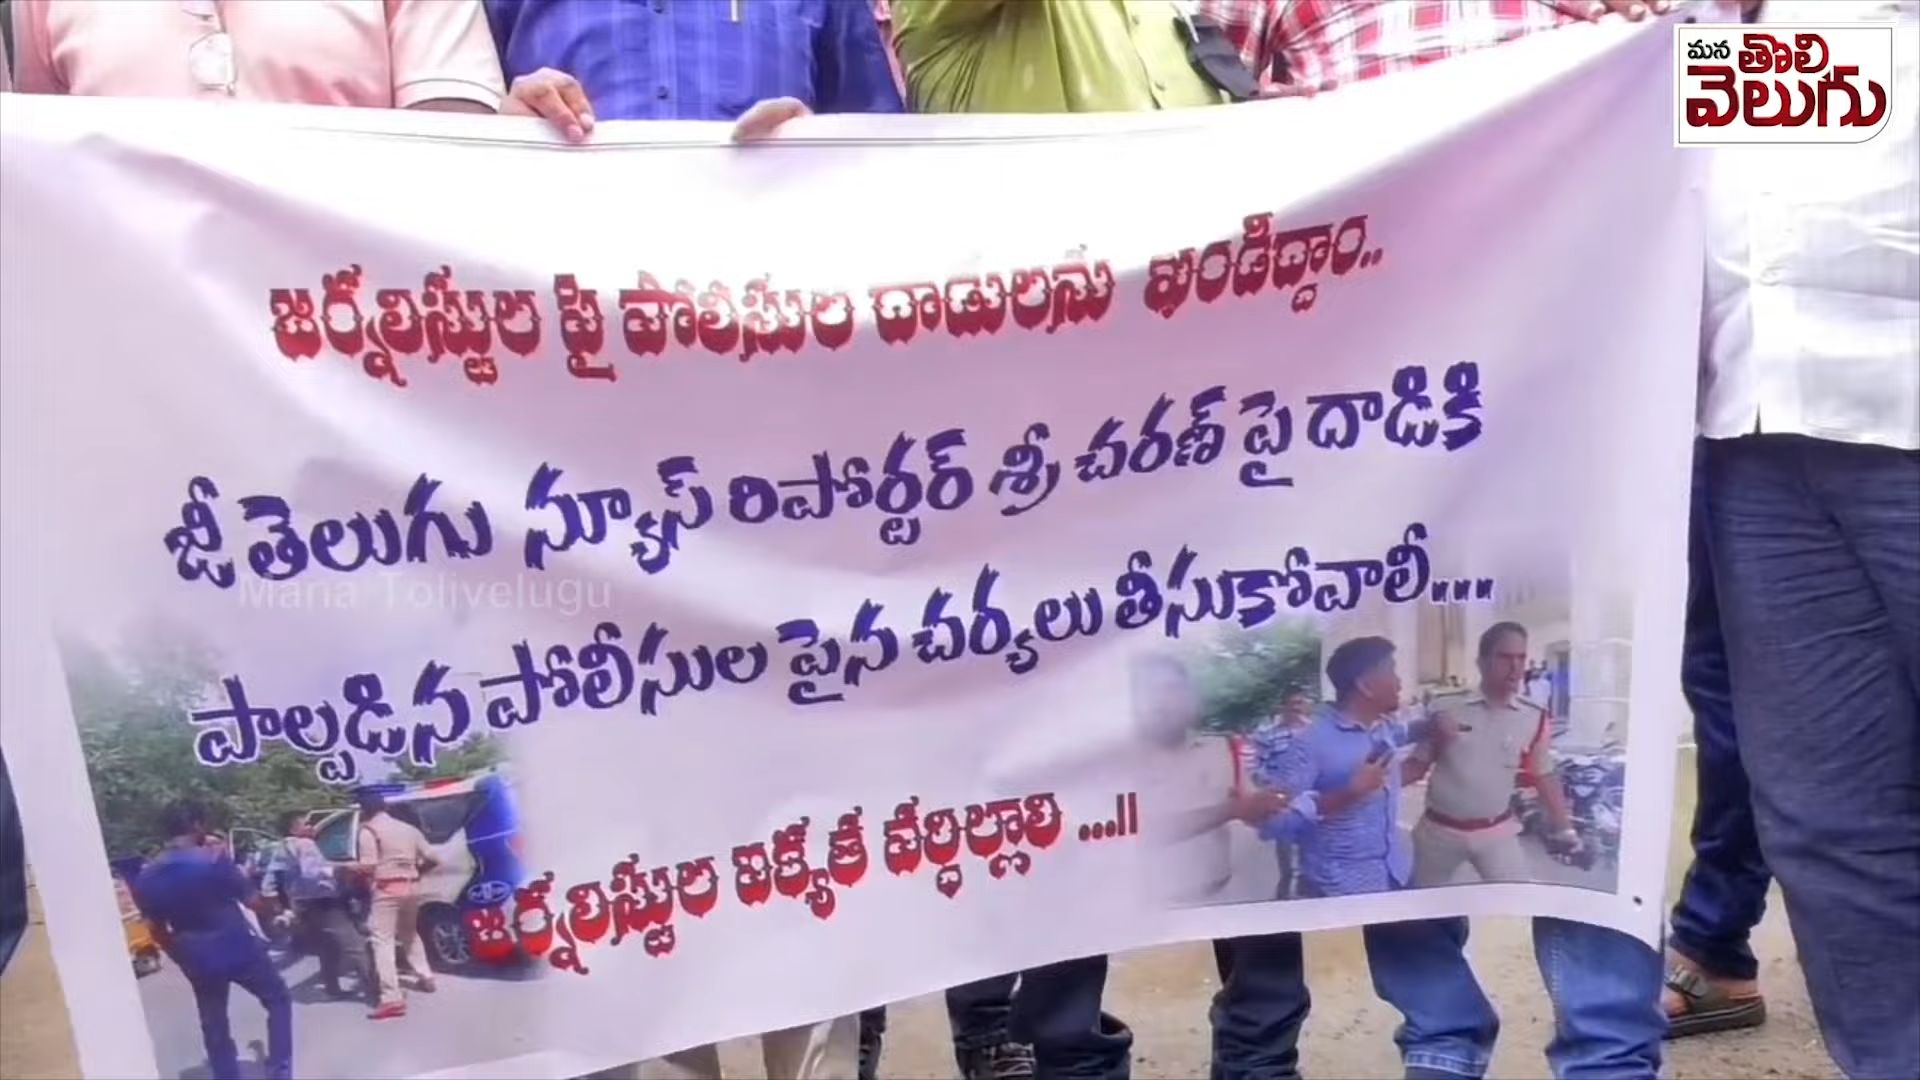 మన తొలి
వెలుగు
జర్నలిస్టుల పై పోలీసుల దాడులను ఖండిద్దాం..
జీ తెలుగు న్యూస్ రిపోర్టర్ శ్రీ చరణ్ పై దాడికి
Mana Tolivelugu
పాల్పడిన పోలీసుల పైన చర్యలు తీసుకోవాలీ....
జర్నలిస్టుల ఐక్యత వర్ధిల్లాలి ...!!